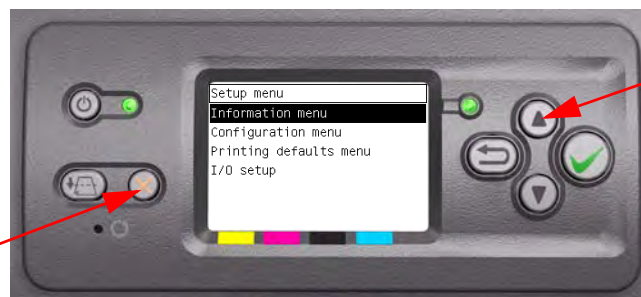 Setup menu
Information menu
Configuration menu
Printing defaults menu
I/O setup